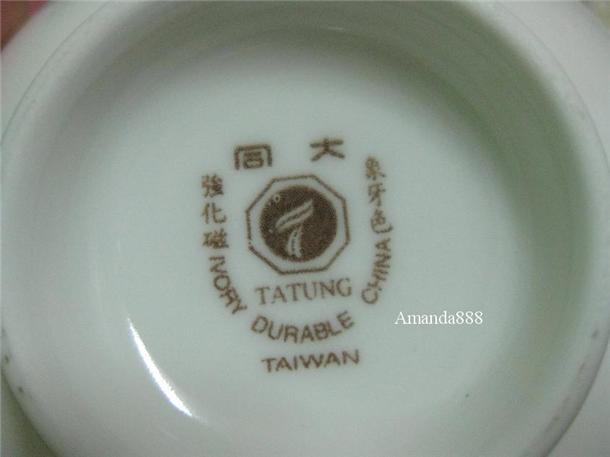 同 大
象牙色
強化磁
TATUNG
IVORY DURABLE CHINA
TAIWAN
Amanda888